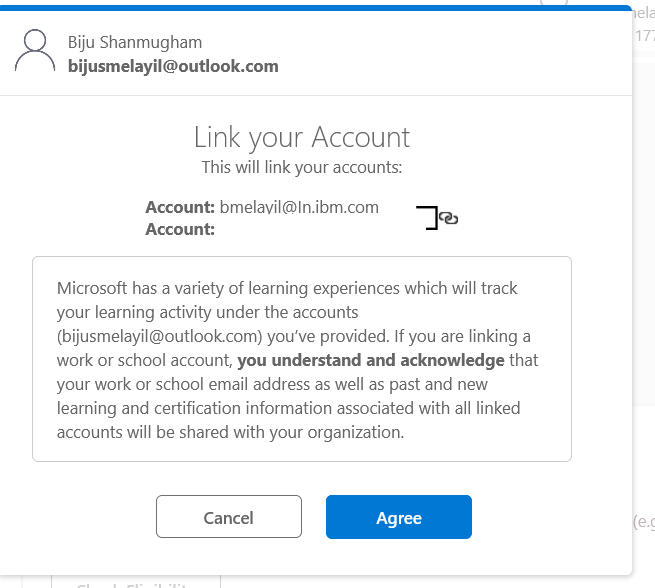 Biju Shanmugham
bijusmelayil@outlook.com
Link your Account
This will link your accounts:
Account: bmelayil@In.ibm.com
Account:
Microsoft has a variety of learning experiences which will track
your learning activity under the accounts
(bijusmelayil@outlook.com) you've provided. If you are linking a
work or school account, you understand and acknowledge that
your work or school email address as well as past and new
learning and certification information associated with all linked
accounts will be shared with your organization.
Cancel
Agree
177
(e.g